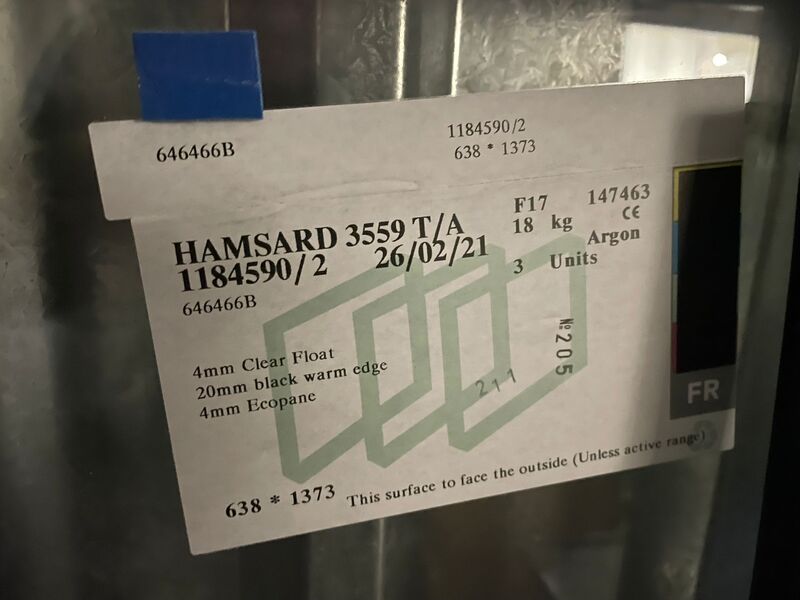 646466B
1184590/2
638 * 1373
HAMSARD 3559 T/A
1184590/2 26/02/21
646466B
F17 147463
18 kg CE
Argon
3 Units
4mm Clear Float
20mm black warm edge
4mm Ecopane
211
№205
FR
638 * 1373 This surface to face the outside (Unless active range)